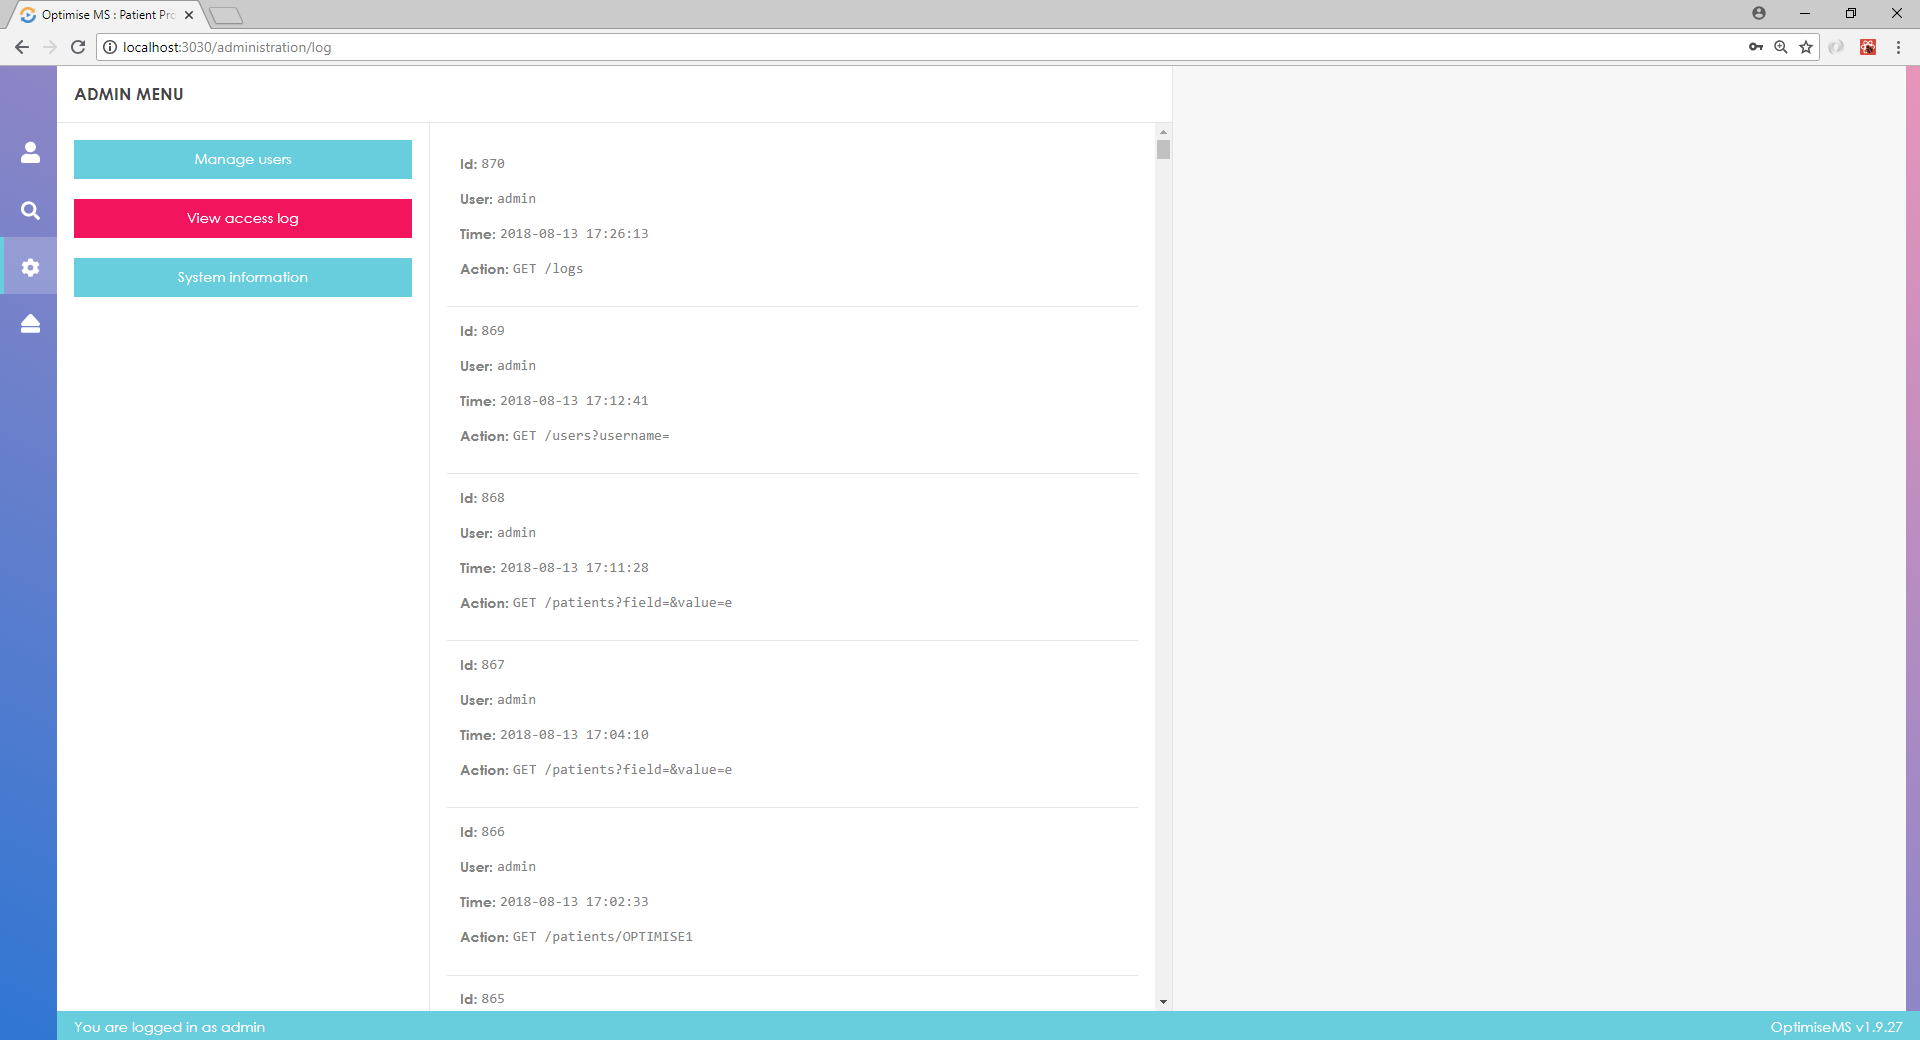 Optimise MS : Patient Pro
localhost:3030/administration/log
ADMIN MENU
Manage users
View access log
System information
Id: 870
User: admin
Time: 2018-08-13 17:26:13
Action: GET /logs
Id: 869
User: admin
Time: 2018-08-13 17:12:41
Action: GET /users?username=
Id: 868
User: admin
Time: 2018-08-13 17:11:28
Action: GET /patients?field=&value=e
Id: 867
User: admin
Time: 2018-08-13 17:04:10
Action: GET /patients?field=&value=e
Id: 866
User: admin
Time: 2018-08-13 17:02:33
Action: GET /patients/OPTIMISE1
Id: 865
You are logged in as admin
OptimiseMS v1.9.27